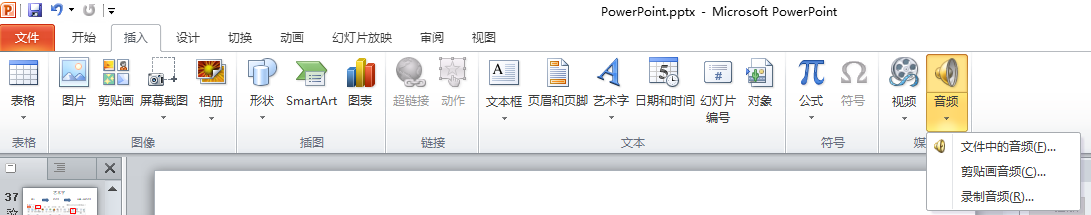 PowerPoint.pptx - Microsoft PowerPoint
文件 开始 插入 设计 切换 动画 幻灯片放映 审阅 视图
表格 图片 剪贴画 屏幕截图 相册 形状 SmartArt 图表 超链接 动作 文本框 页眉和页脚 艺术字 日期和时间 幻灯片编号 对象 公式 符号 视频 音频
表格 图像 插图 链接 文本 符号 媒
文件中的音频(F)...
剪贴画音频(C)...
录制音频(R)...
37